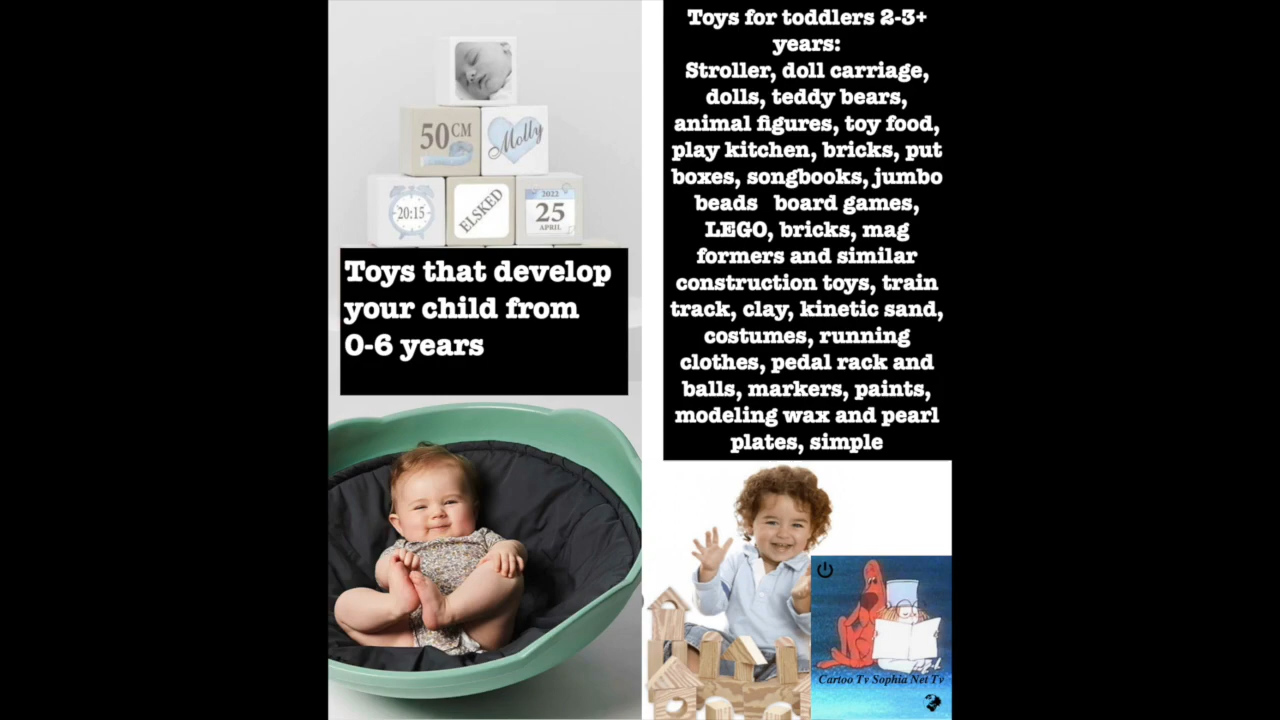 50CM
Molly
20:15
ELSKED
2022
25
APRIL
Toys that develop
your child from
0-6 years
Toys for toddlers 2-3+
years:
Stroller, doll carriage,
dolls, teddy bears,
animal figures, toy food,
play kitchen, bricks, put
boxes, songbooks, jumbo
beads board games,
LEGO, bricks, mag
formers and similar
construction toys, train
track, clay, kinetic sand,
costumes, running
clothes, pedal rack and
balls, markers, paints,
modeling wax and pearl
plates, simple
Cartoo Tv Sophia Net Tv